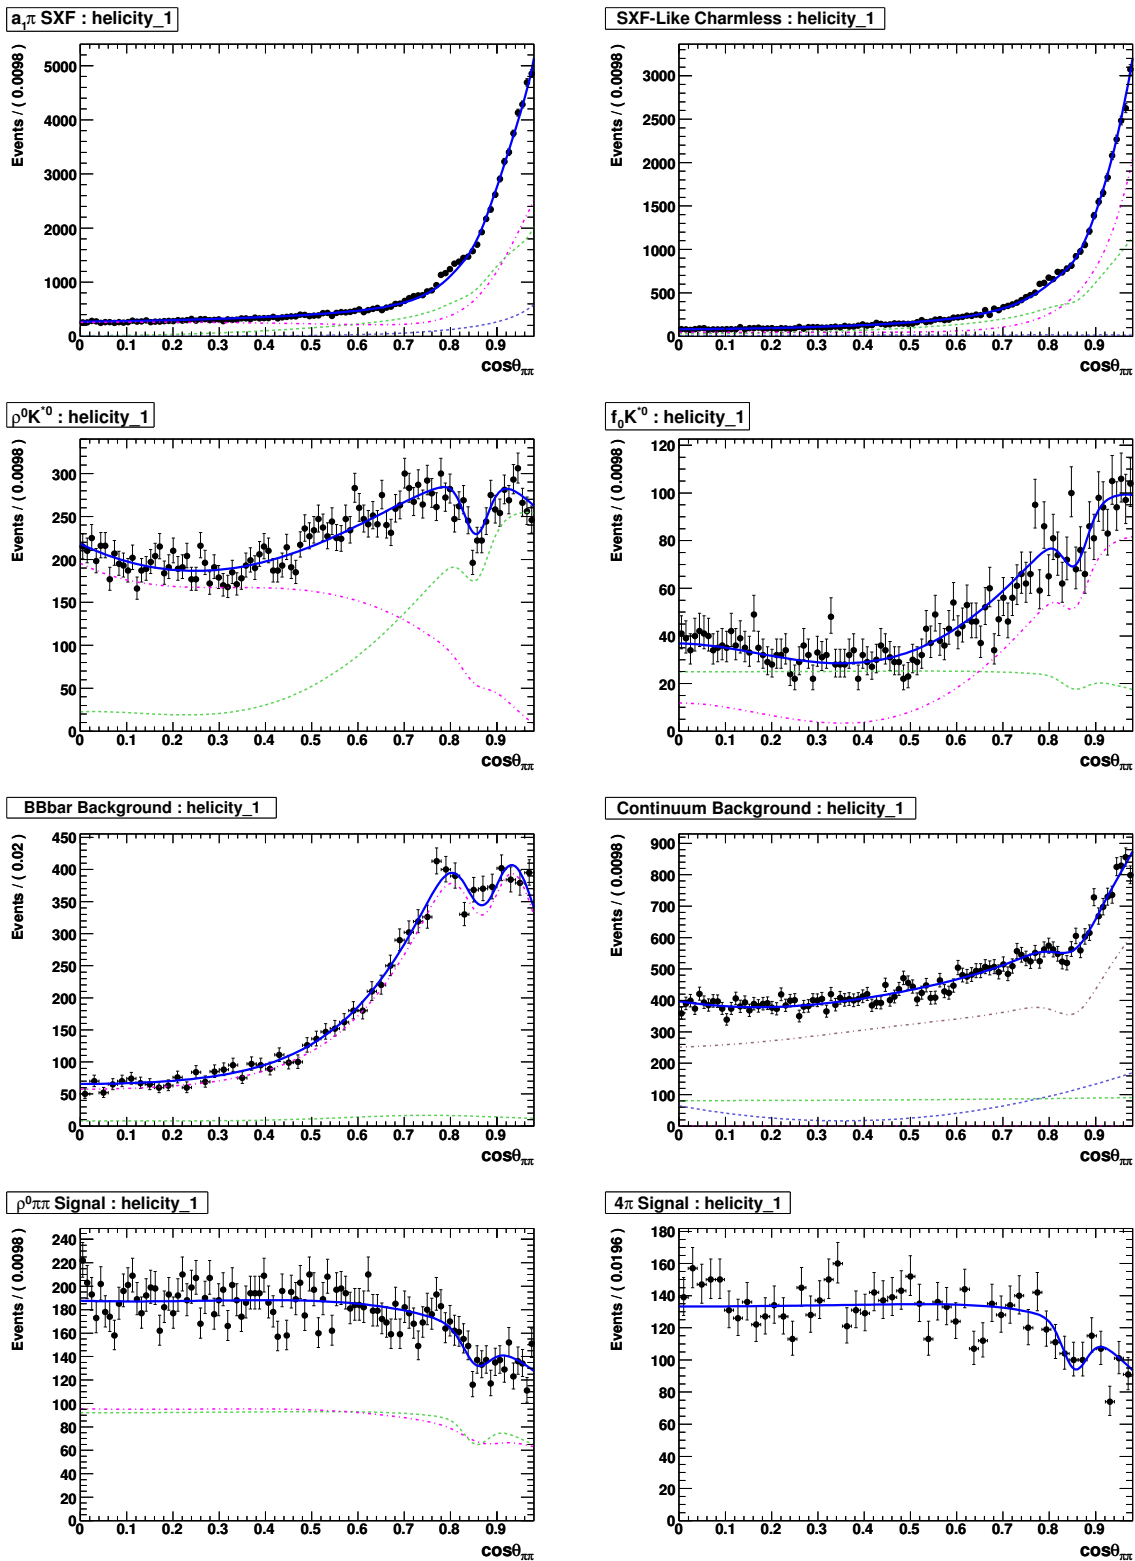 a₁π SXF : helicity_1
Events / ( 0.0098)
5000
4000
3000
2000
1000
0
0 0.1 0.2 0.3 0.4 0.5 0.6 0.7 0.8 0.9
cosθππ
SXF-Like Charmless : helicity_1
Events / ( 0.0098)
3000
2500
2000
1500
1000
500
0
0 0.1 0.2 0.3 0.4 0.5 0.6 0.7 0.8 0.9
cosθππ
ρ⁰K*⁰ : helicity_1
Events / ( 0.0098)
300
250
200
150
100
50
0
0 0.1 0.2 0.3 0.4 0.5 0.6 0.7 0.8 0.9
cosθππ
f₀K*⁰ : helicity_1
Events / ( 0.0098)
120
100
80
60
40
20
0
0 0.1 0.2 0.3 0.4 0.5 0.6 0.7 0.8 0.9
cosθππ
BBbar Background : helicity_1
Events / ( 0.02)
450
400
350
300
250
200
150
100
50
0
0 0.1 0.2 0.3 0.4 0.5 0.6 0.7 0.8 0.9
cosθππ
Continuum Background : helicity_1
Events / ( 0.0098)
900
800
700
600
500
400
300
200
100
0
0 0.1 0.2 0.3 0.4 0.5 0.6 0.7 0.8 0.9
cosθππ
ρ⁰ππ Signal : helicity_1
Events / ( 0.0098)
240
220
200
180
160
140
120
100
80
60
40
20
0
0 0.1 0.2 0.3 0.4 0.5 0.6 0.7 0.8 0.9
cosθππ
4π Signal : helicity_1
Events / ( 0.0196)
180
160
140
120
100
80
60
40
20
0
0 0.1 0.2 0.3 0.4 0.5 0.6 0.7 0.8 0.9
cosθππ